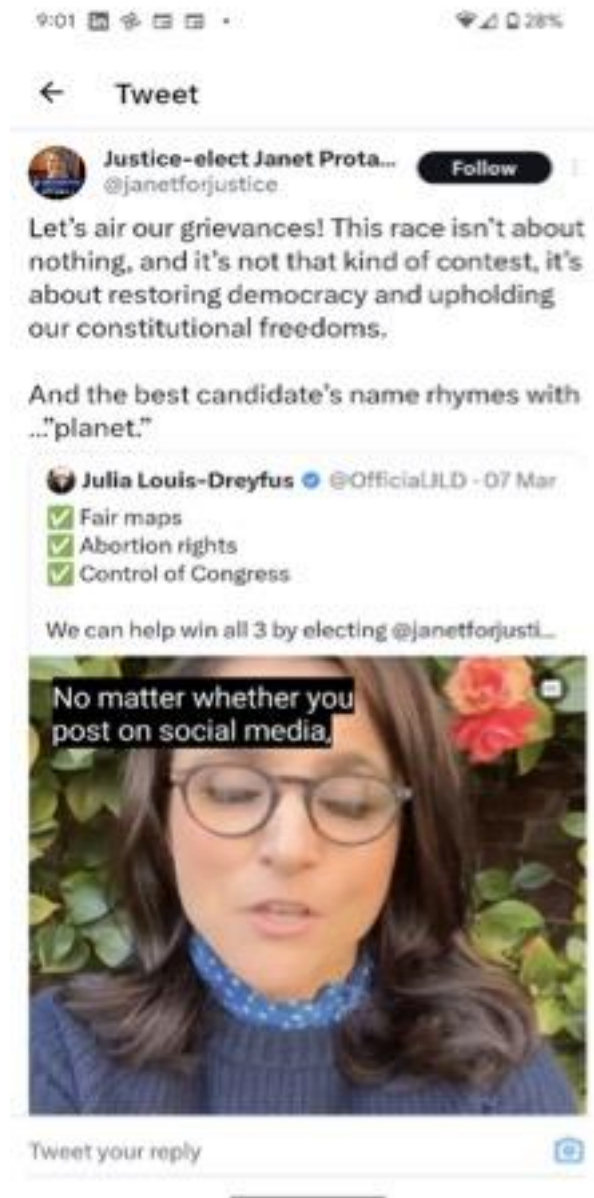 9:01 28%
Tweet
Justice-elect Janet Prota...
Follow
@janetforjustice
Let's air our grievances! This race isn't about
nothing, and it's not that kind of contest, it's
about restoring democracy and upholding
our constitutional freedoms.
And the best candidate's name rhymes with
..."planet."
Julia Louis-Dreyfus @OfficialJLD · 07 Mar
✅ Fair maps
✅ Abortion rights
✅ Control of Congress
We can help win all 3 by electing @janetforjusti...
No matter whether you
post on social media,
Tweet your reply